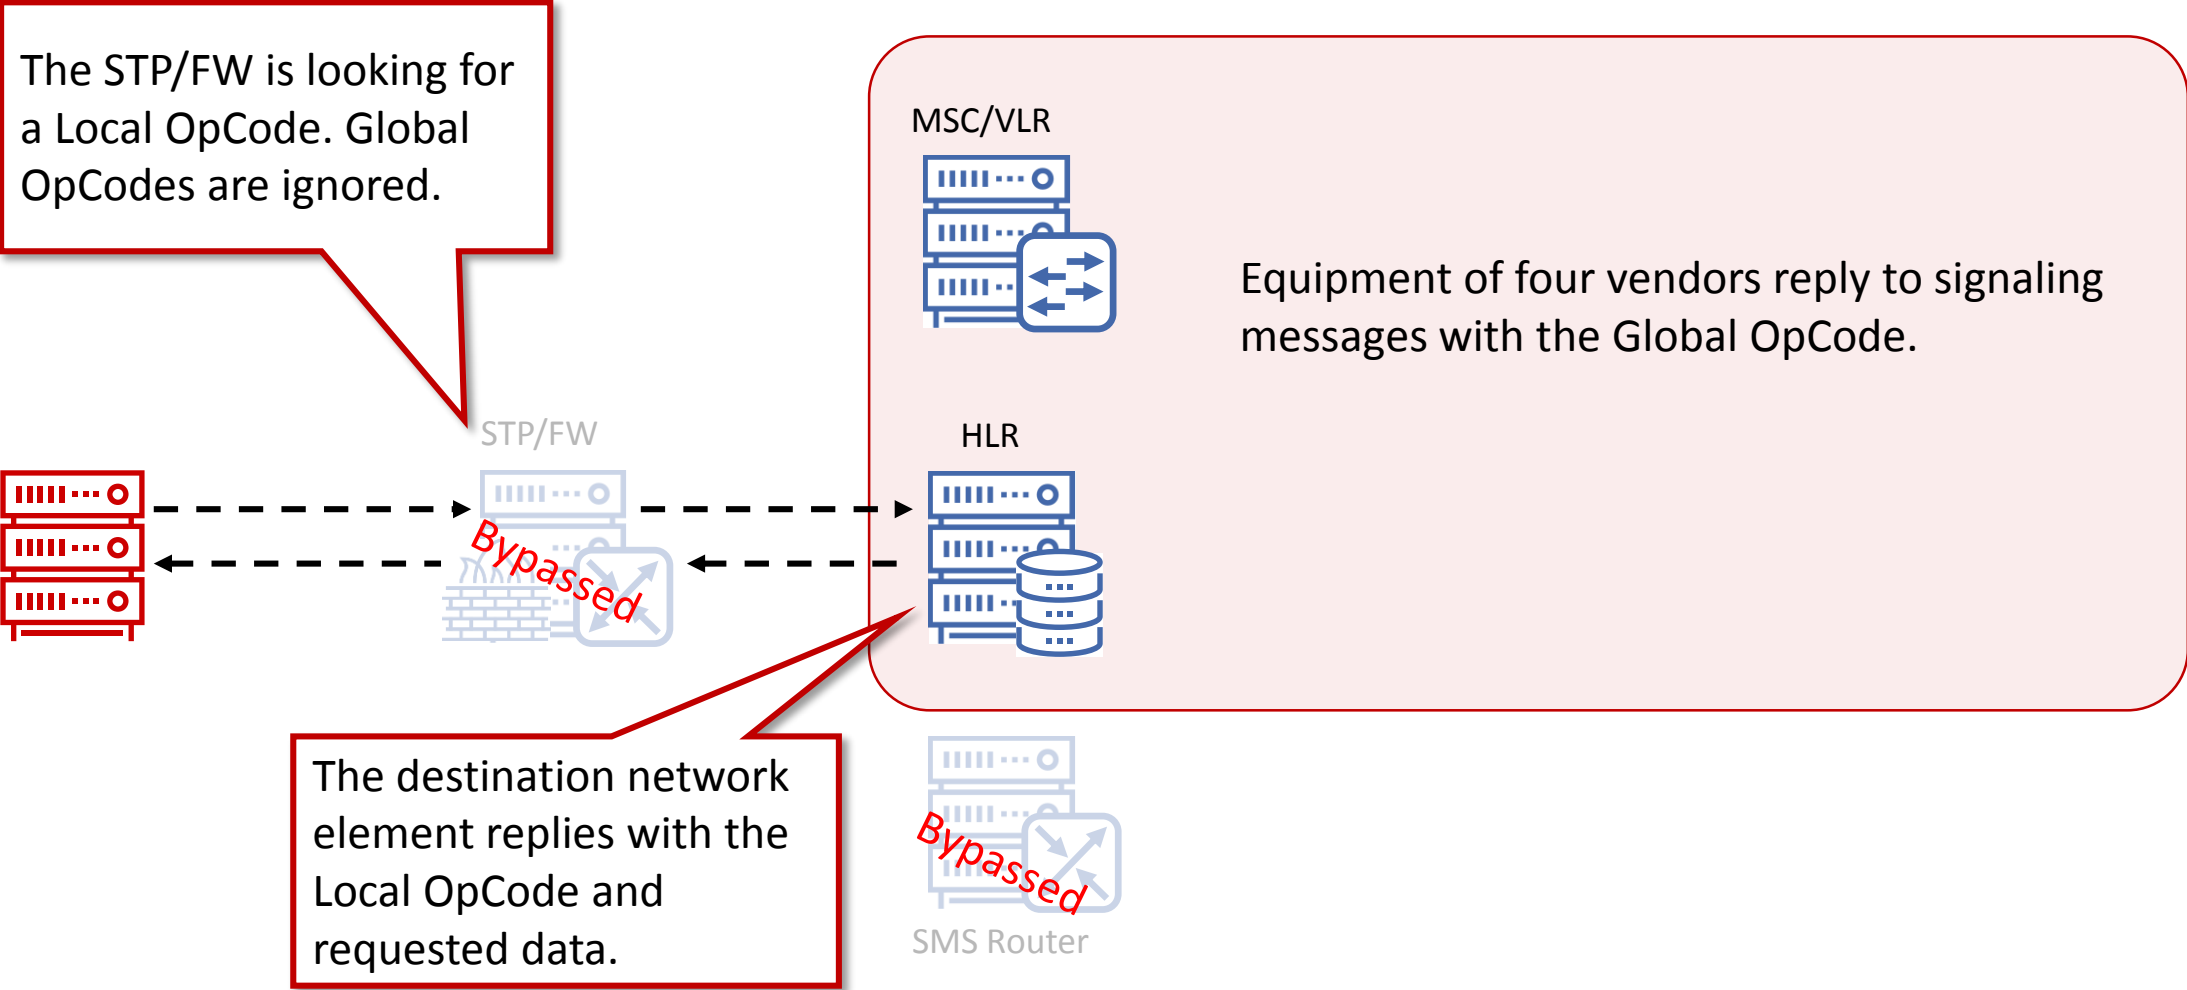 The STP/FW is looking for
a Local OpCode. Global
OpCodes are ignored.
MSC/VLR
Equipment of four vendors reply to signaling
messages with the Global OpCode.
STP/FW
HLR
Bypassed
The destination network
element replies with the
Local OpCode and
requested data.
Bypassed
SMS Router